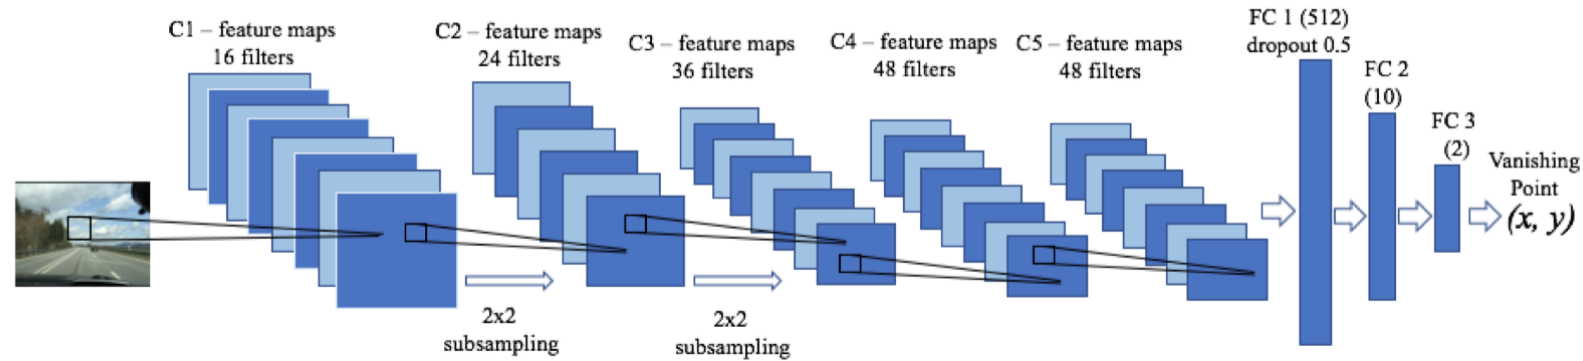 C1 – feature maps
16 filters
C2 – feature maps
24 filters
C3 – feature maps
36 filters
C4 – feature maps
48 filters
C5 – feature maps
48 filters
FC 1 (512)
dropout 0.5
FC 2
(10)
FC 3
(2)
Vanishing
Point
(x, y)
2x2
subsampling
2x2
subsampling